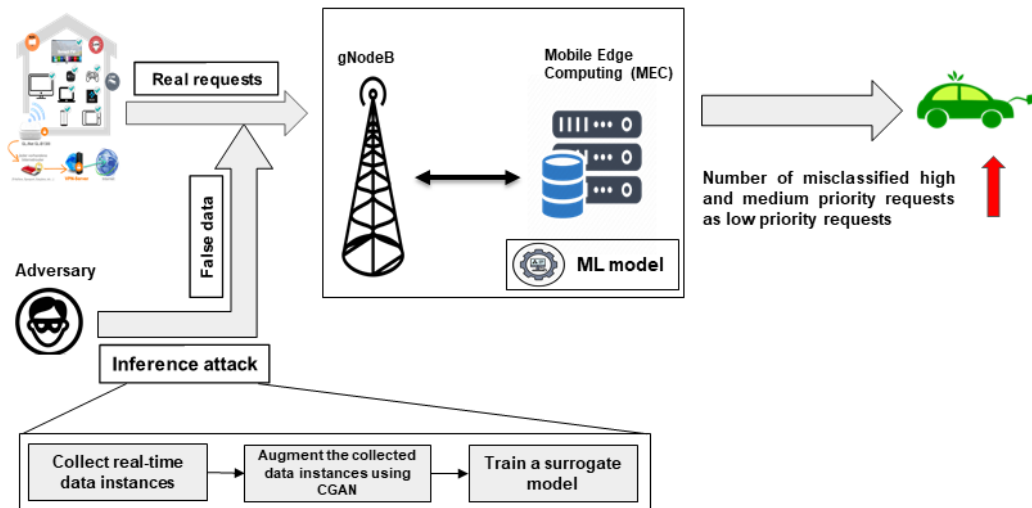 Real requests
gNodeB
Mobile Edge
Computing (MEC)
ML model
Number of misclassified high
and medium priority requests
as low priority requests
False data
Adversary
Inference attack
Collect real-time
data instances
Augment the collected
data instances using
CGAN
Train a surrogate
model